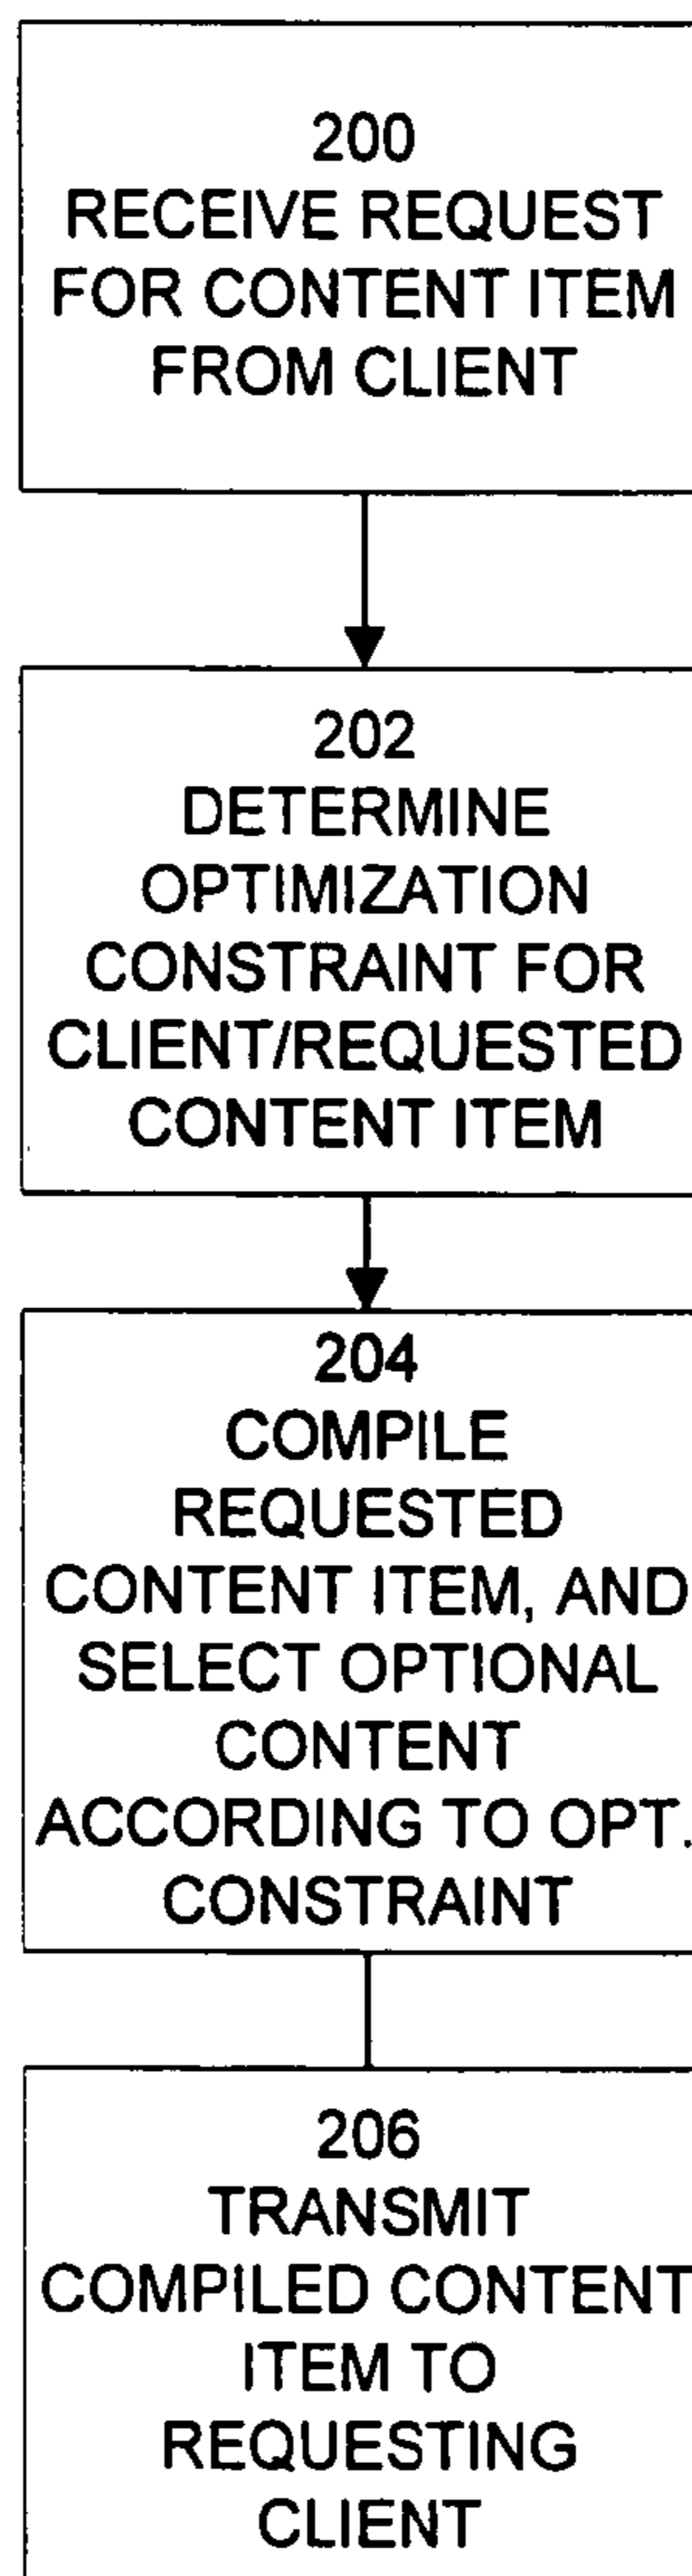 200
RECEIVE REQUEST
FOR CONTENT ITEM
FROM CLIENT
202
DETERMINE
OPTIMIZATION
CONSTRAINT FOR
CLIENT/REQUESTED
CONTENT ITEM
204
COMPILE
REQUESTED
CONTENT ITEM, AND
SELECT OPTIONAL
CONTENT
ACCORDING TO OPT.
CONSTRAINT
206
TRANSMIT
COMPILED CONTENT
ITEM TO
REQUESTING
CLIENT